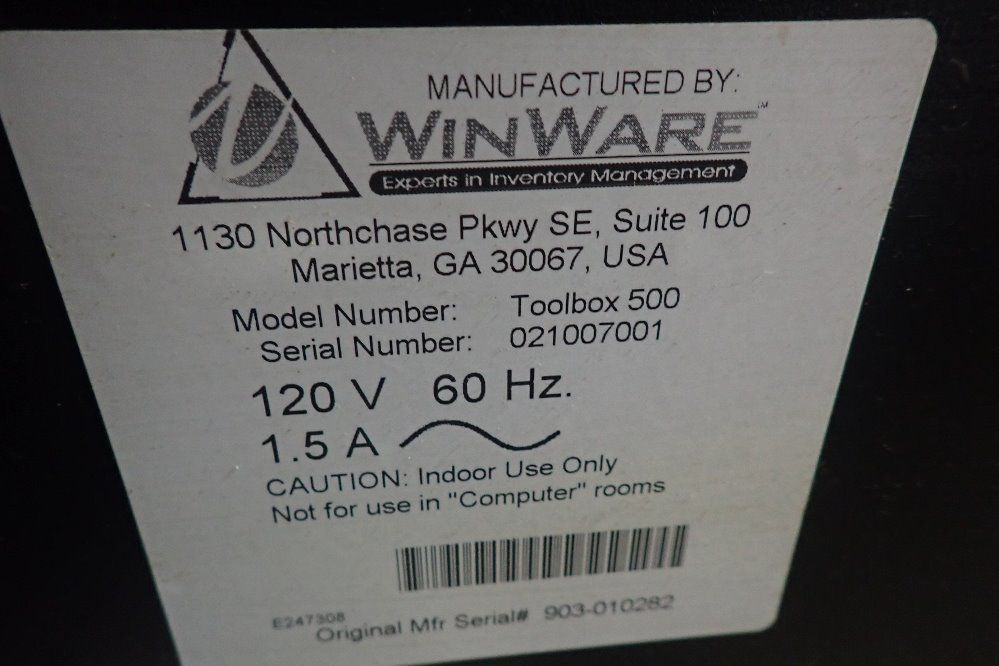 MANUFACTURED BY:
WINWARE™
Experts in Inventory Management
1130 Northchase Pkwy SE, Suite 100
Marietta, GA 30067, USA
Model Number: Toolbox 500
Serial Number: 021007001
120 V 60 Hz.
1.5 A
CAUTION: Indoor Use Only
Not for use in "Computer" rooms
E247308
Original Mfr Serial# 903-010282